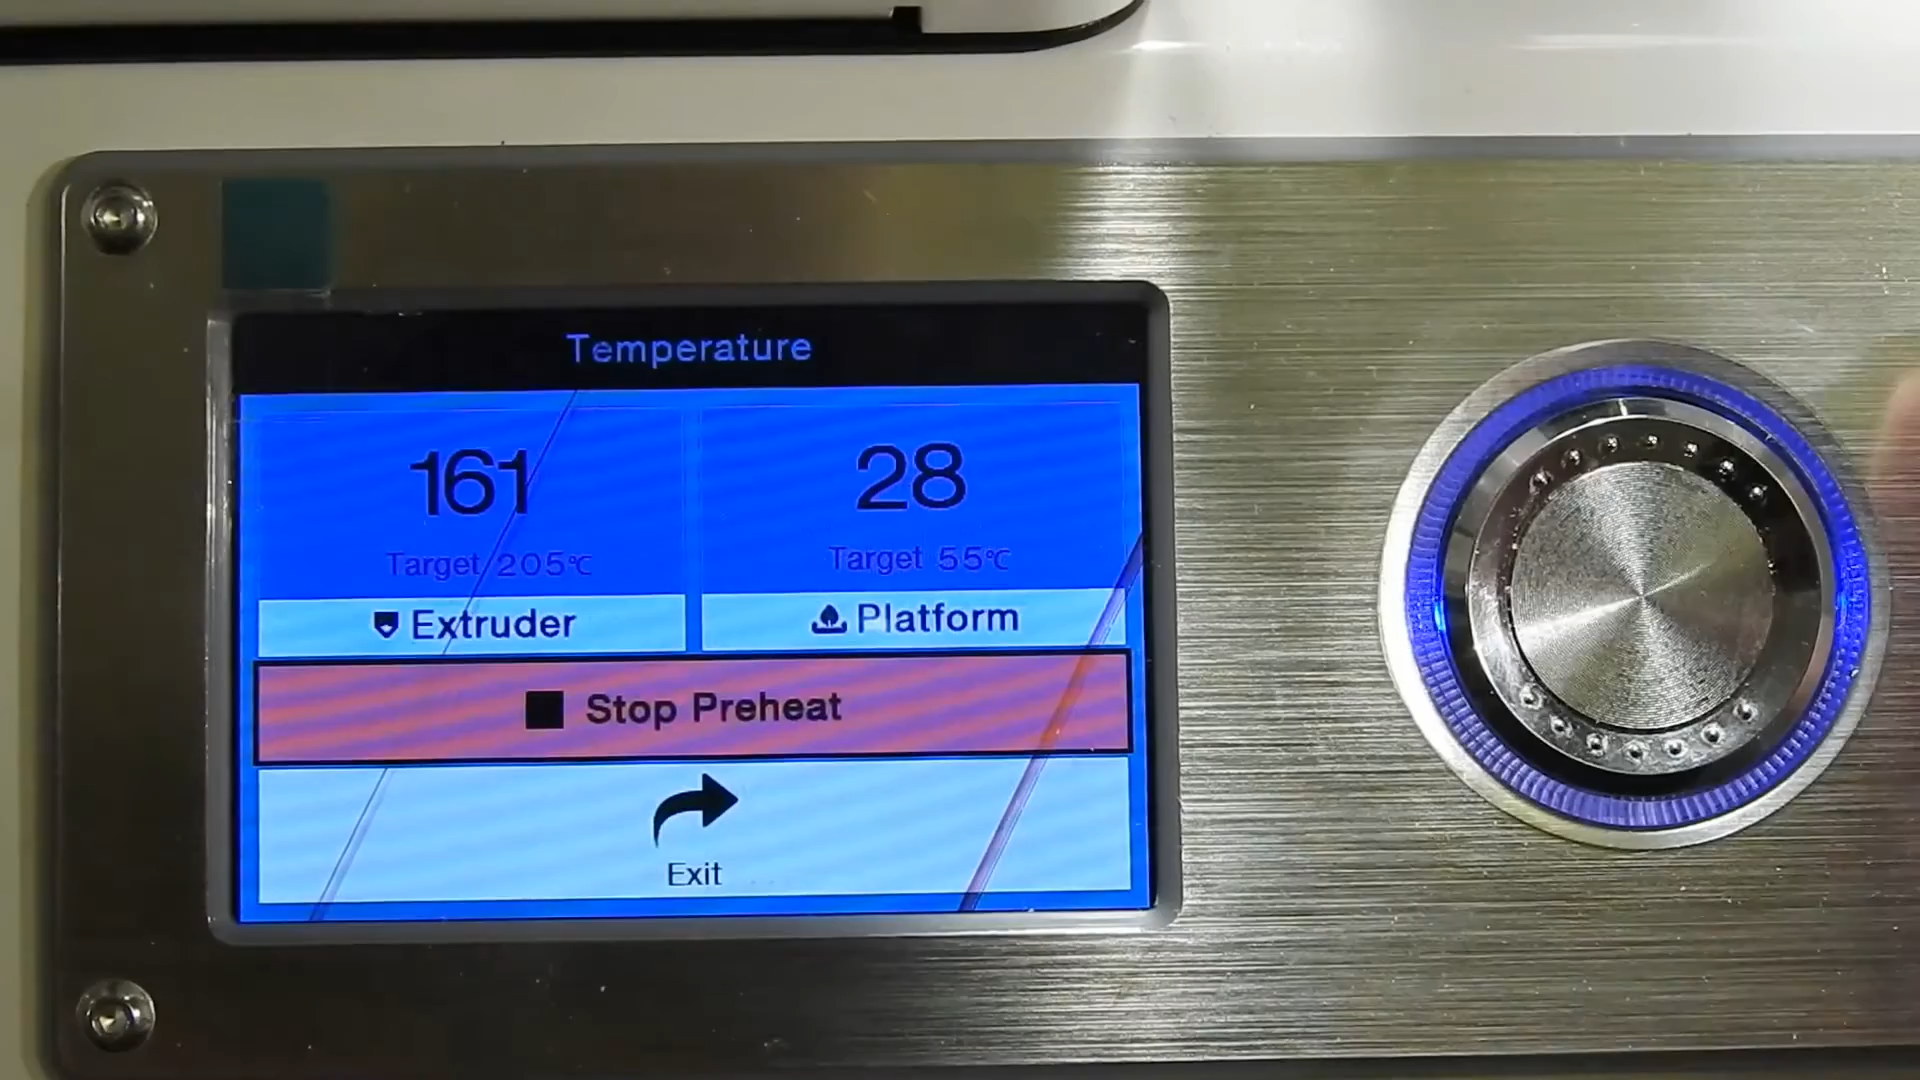 Temperature
161 28
Target 205℃ Target 55℃
Extruder Platform
Stop Preheat
Exit